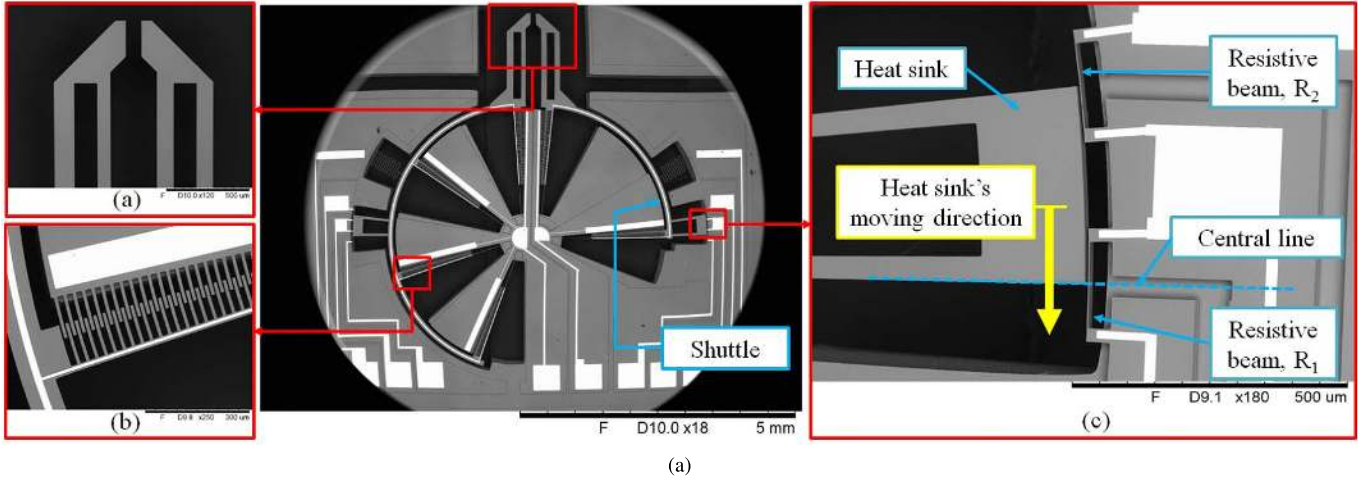 F D10.0 x120 500 um
(a)
F D9.8 x250 300 um
(b)
Shuttle
F D10.0 x18 5 mm
Heat sink
Resistive
beam, R2
Heat sink's
moving direction
Central line
Resistive
beam, R1
F D9.1 x180 500 um
(c)
(a)